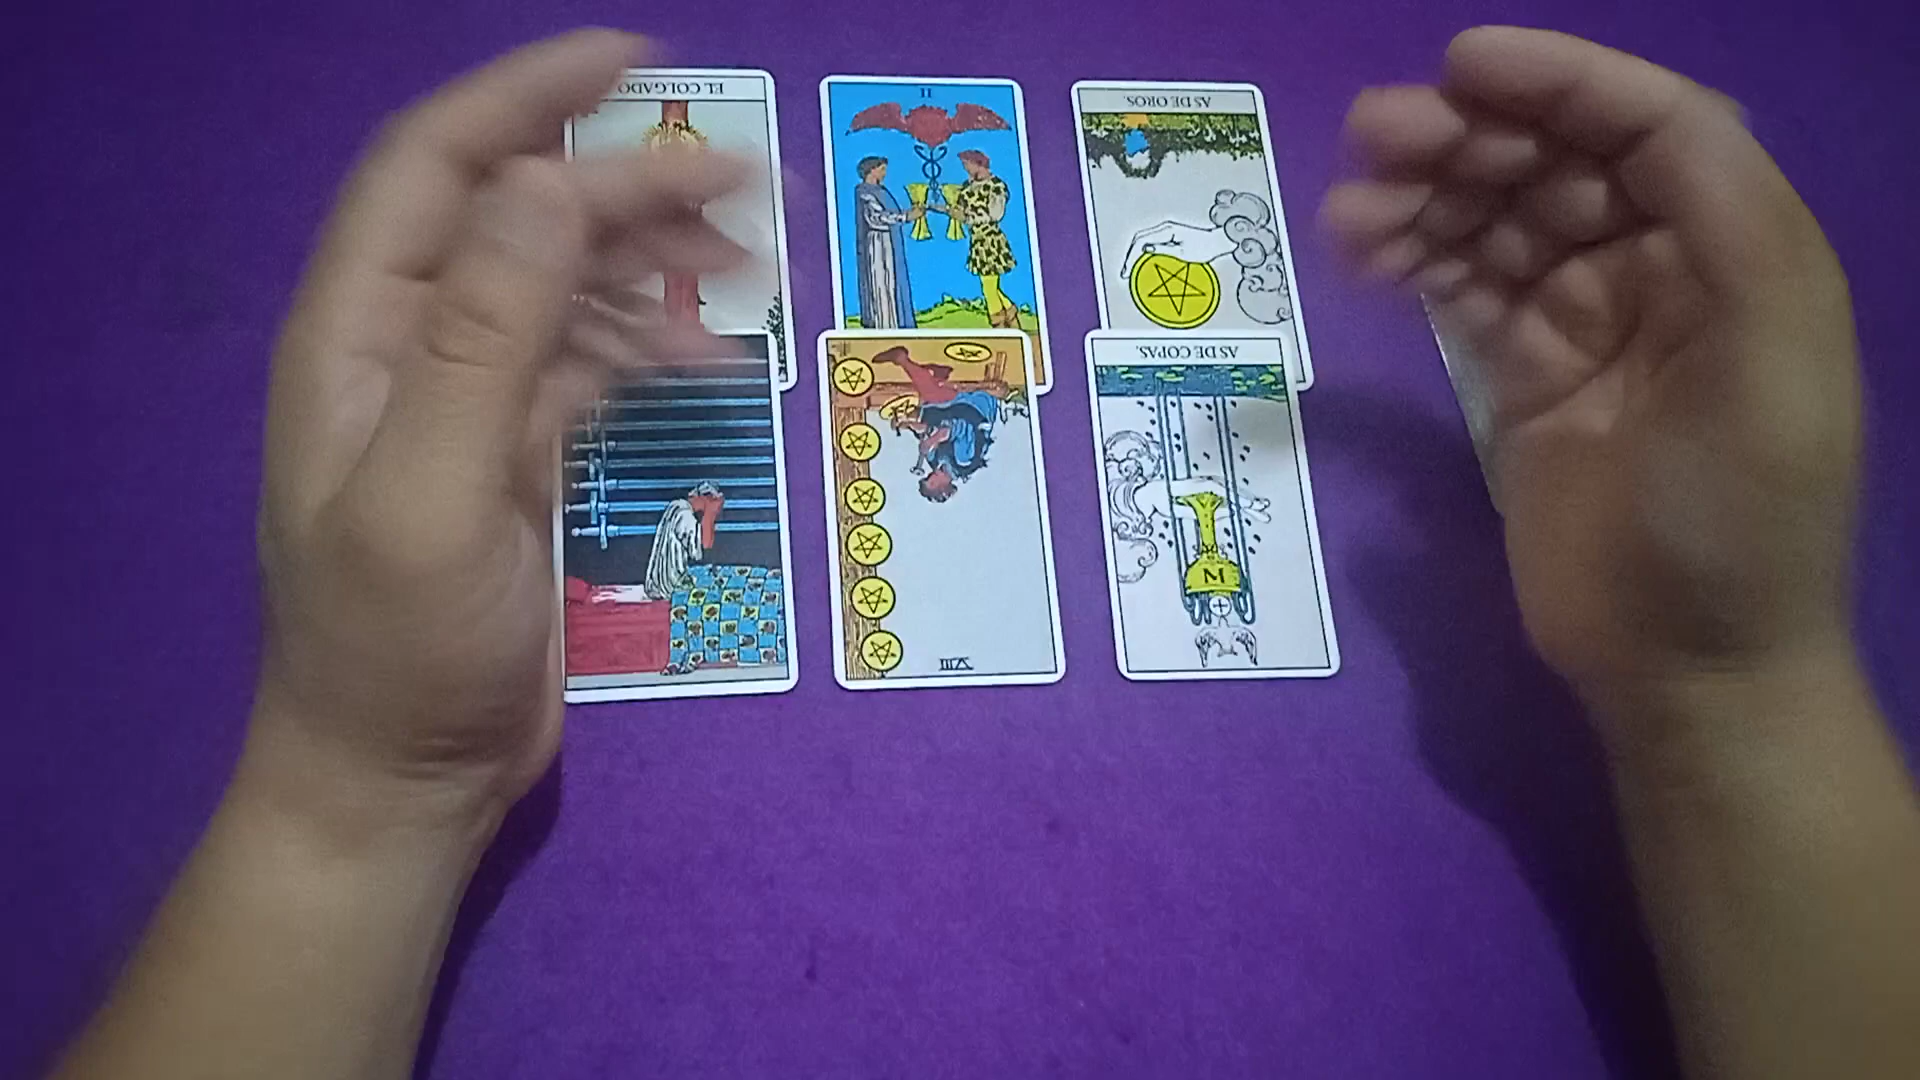 EL COLGADO
II
AS DE OROS.
AS DE COPAS.
VIII
M